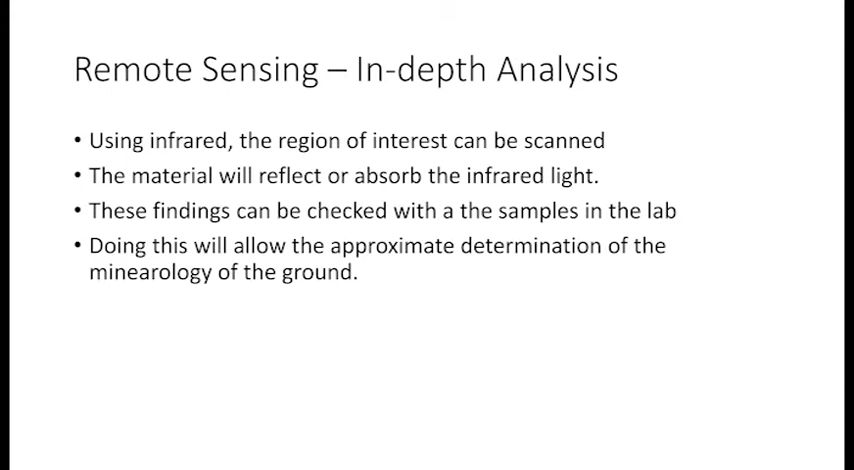 Remote Sensing – In-depth Analysis
• Using infrared, the region of interest can be scanned
• The material will reflect or absorb the infrared light.
• These findings can be checked with a the samples in the lab
• Doing this will allow the approximate determination of the
minearology of the ground.